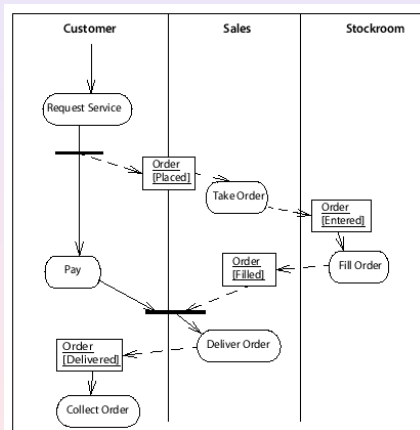 Customer
Sales
Stockroom
Request Service
Order
[Placed]
Take Order
Order
[Entered]
Pay
Order
[Filled]
Fill Order
Order
[Delivered]
Deliver Order
Collect Order